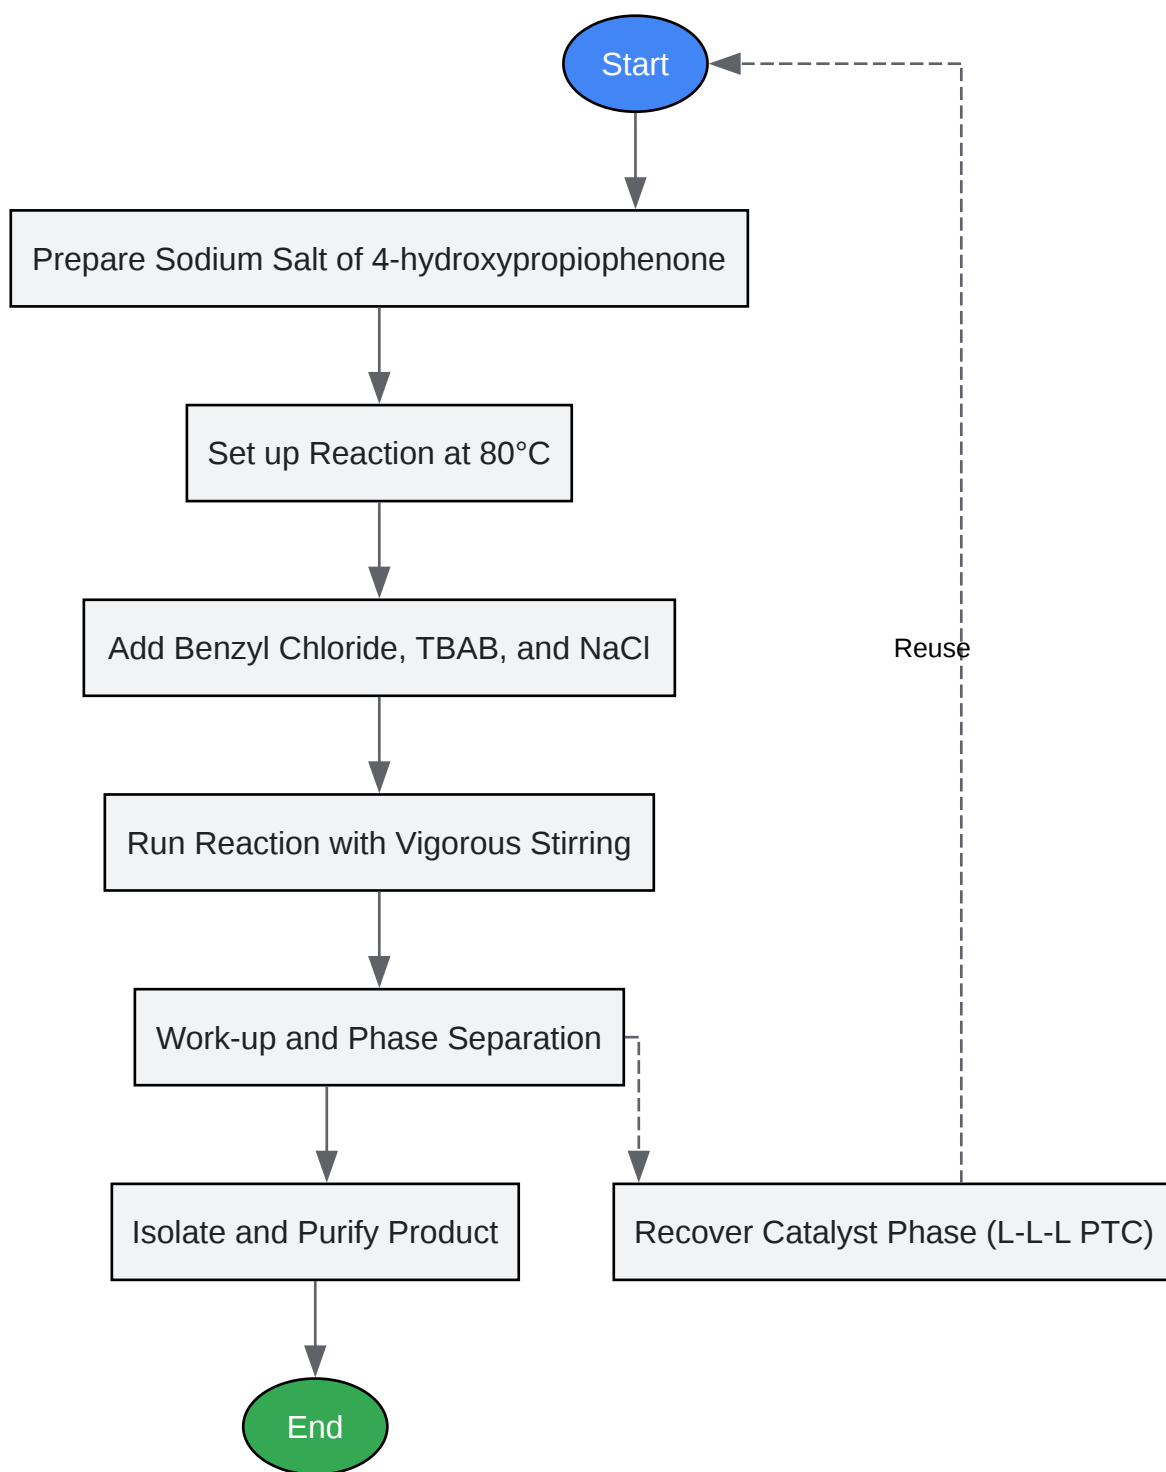 Start
Prepare Sodium Salt of 4-hydroxypropiophenone
Set up Reaction at 80°C
Add Benzyl Chloride, TBAB, and NaCl
Reuse
Run Reaction with Vigorous Stirring
Work-up and Phase Separation
Isolate and Purify Product
Recover Catalyst Phase (L-L-L PTC)
End